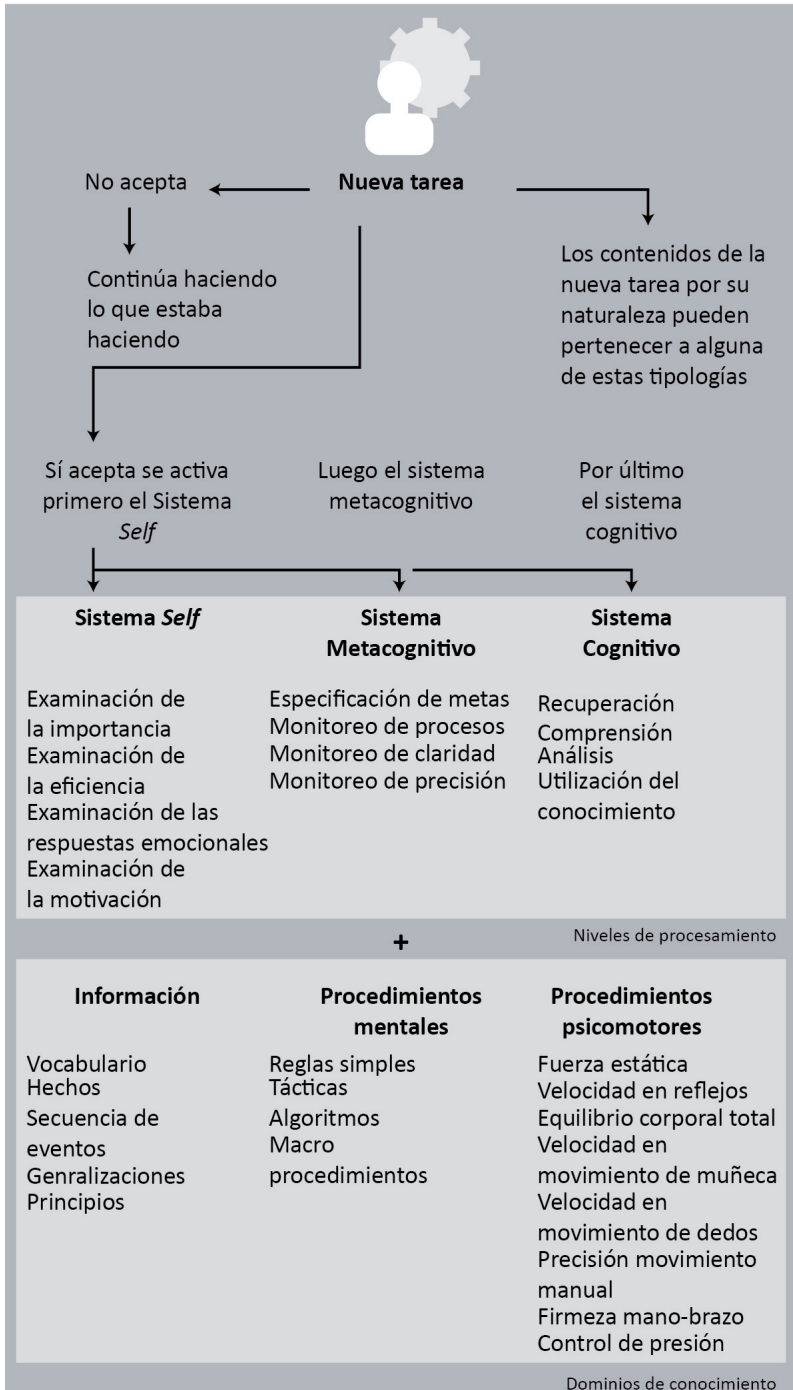 Nueva tarea
No acepta
Continúa haciendo
lo que estaba
haciendo
Los contenidos de la
nueva tarea por su
naturaleza pueden
pertenecer a alguna
de estas tipologías
Sí acepta se activa
primero el Sistema
Self
Luego el sistema
metacognitivo
Por último
el sistema
cognitivo
Sistema Self
Examinación de
la importancia
Examinación de
la eficiencia
Examinación de las
respuestas emocionales
Examinación de
la motivación
Sistema
Metacognitivo
Especificación de metas
Monitoreo de procesos
Monitoreo de claridad
Monitoreo de precisión
Sistema
Cognitivo
Recuperación
Comprensión
Análisis
Utilización del
conocimiento
Niveles de procesamiento
+
Información
Vocabulario
Hechos
Secuencia de
eventos
Genralizaciones
Principios
Procedimientos
mentales
Reglas simples
Tácticas
Algoritmos
Macro
procedimientos
Procedimientos
psicomotores
Fuerza estática
Velocidad en reflejos
Equilibrio corporal total
Velocidad en
movimiento de muñeca
Velocidad en
movimiento de dedos
Precisión movimiento
manual
Firmeza mano-brazo
Control de presión
Dominios de conocimiento